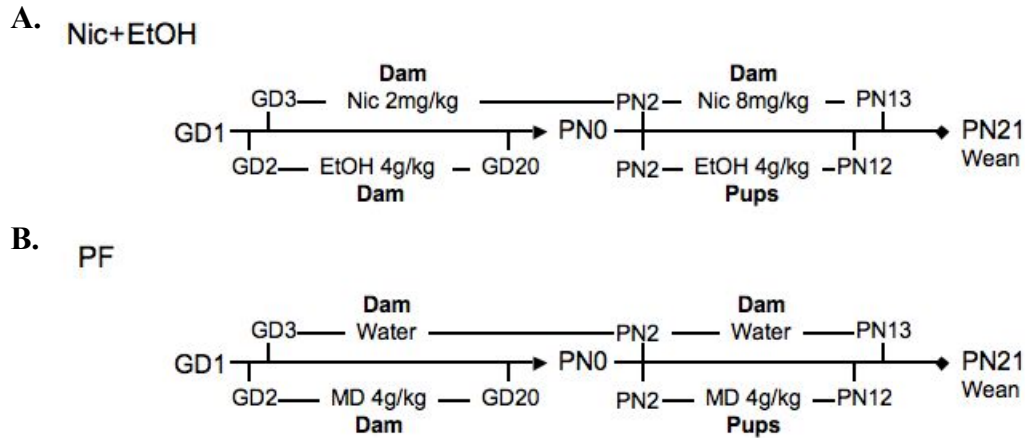 A. Nic+EtOH
Dam Dam
GD3 Nic 2mg/kg PN2 Nic 8mg/kg PN13
GD1 PN0 PN21
Wean
GD2 EtOH 4g/kg GD20 PN2 EtOH 4g/kg PN12
Dam Pups
B. PF
Dam Dam
GD3 Water PN2 Water PN13
GD1 PN0 PN21
Wean
GD2 MD 4g/kg GD20 PN2 MD 4g/kg PN12
Dam Pups